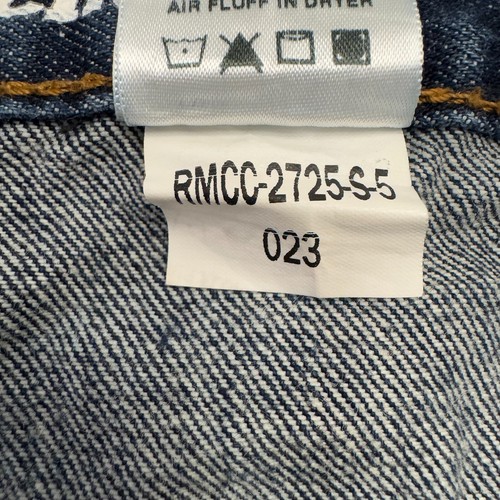 AIR FLUFF IN DRYER
RMCC-2725-S-5
023